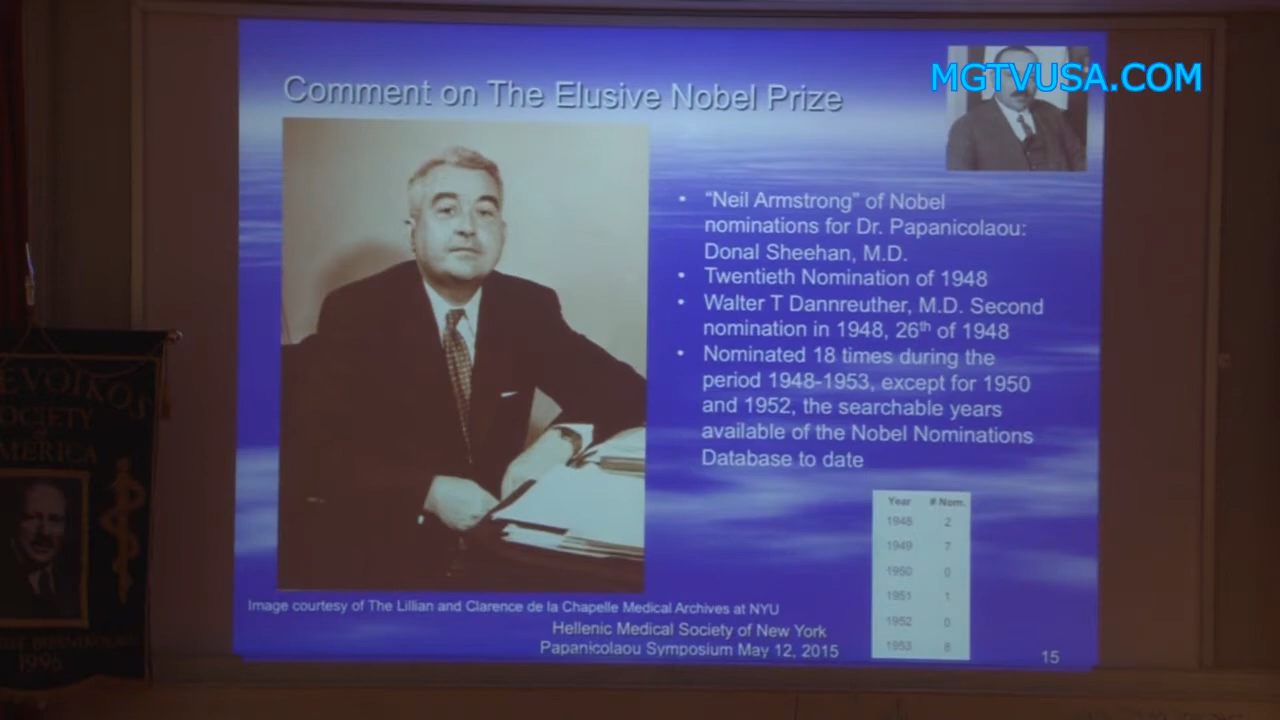 MGTVUSA.COM
Comment on The Elusive Nobel Prize
• “Neil Armstrong” of Nobel
nominations for Dr. Papanicolaou:
Donal Sheehan, M.D.
• Twentieth Nomination of 1948
• Walter T Dannreuther, M.D. Second
nomination in 1948, 26th of 1948
• Nominated 18 times during the
period 1948-1953, except for 1950
and 1952, the searchable years
available of the Nobel Nominations
Database to date
Year # Nom.
1948 2
1949 7
1950 0
1951 1
1952 0
1953 8
Image courtesy of The Lillian and Clarence de la Chapelle Medical Archives at NYU
Hellenic Medical Society of New York
Papanicolaou Symposium May 12, 2015
15
EVOIKOS
SOCIETY
AMERICA
1996